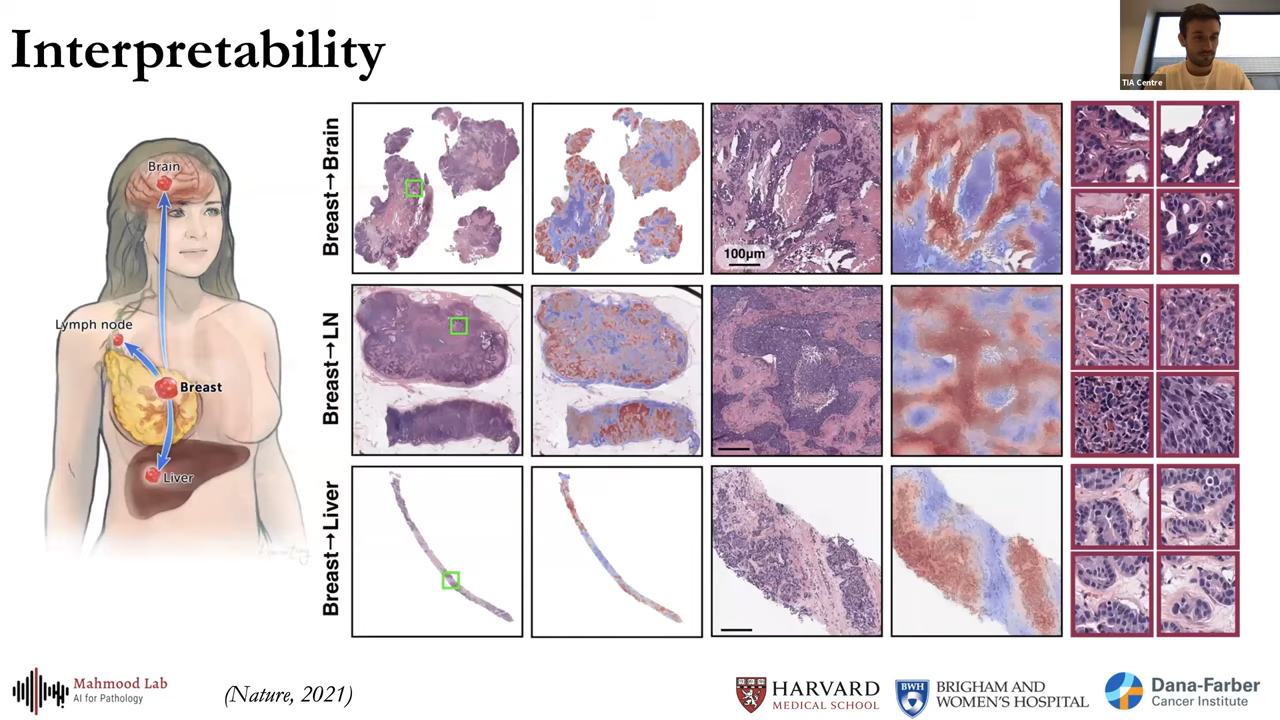 Interpretability
TIA Centre
Brain
Lymph node
Breast
Liver
Breast→Brain
100μm
Breast→LN
Breast→Liver
Mahmood Lab
AI for Pathology
(Nature, 2021)
HARVARD
MEDICAL SCHOOL
BWH
BRIGHAM AND
WOMEN'S HOSPITAL
Dana-Farber
Cancer Institute